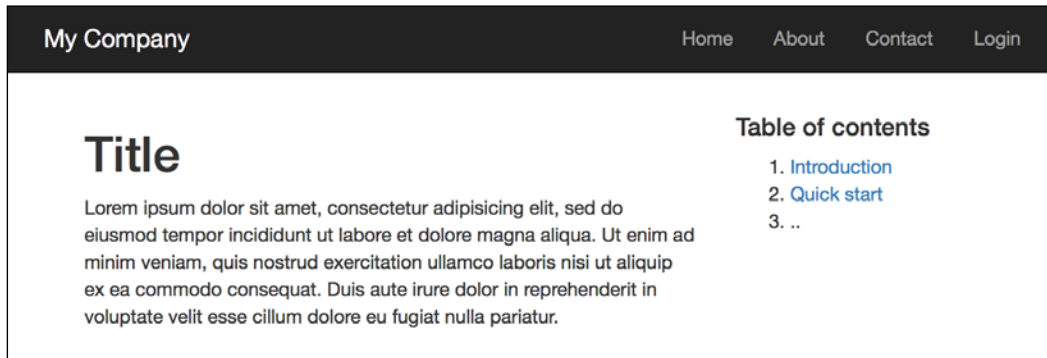 My Company
Home About Contact Login
Title
Lorem ipsum dolor sit amet, consectetur adipisicing elit, sed do
eiusmod tempor incididunt ut labore et dolore magna aliqua. Ut enim ad
minim veniam, quis nostrud exercitation ullamco laboris nisi ut aliquip
ex ea commodo consequat. Duis aute irure dolor in reprehenderit in
voluptate velit esse cillum dolore eu fugiat nulla pariatur.
Table of contents
1. Introduction
2. Quick start
3. ..